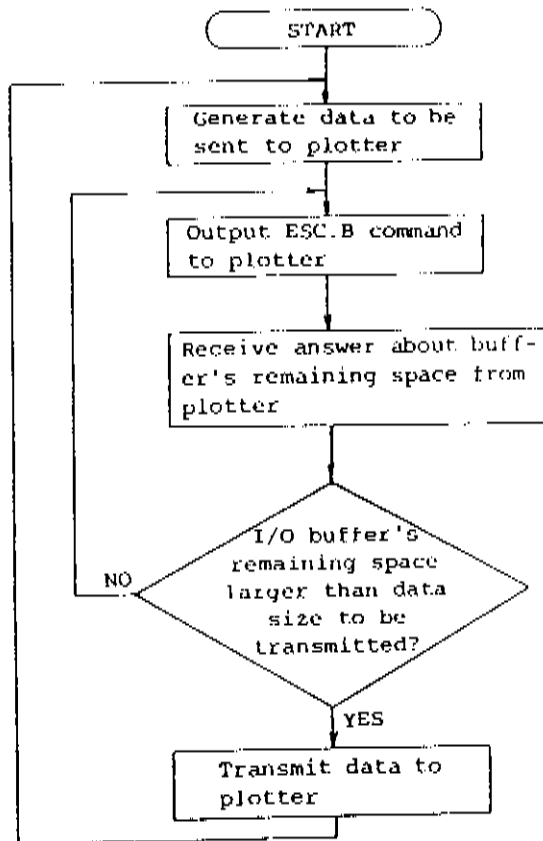 START
Generate data to be
sent to plotter
Output ESC.B command
to plotter
Receive answer about buff-
er's remaining space from
plotter
I/O buffer's
remaining space
larger than data
size to be
transmitted?
NO
YES
Transmit data to
plotter